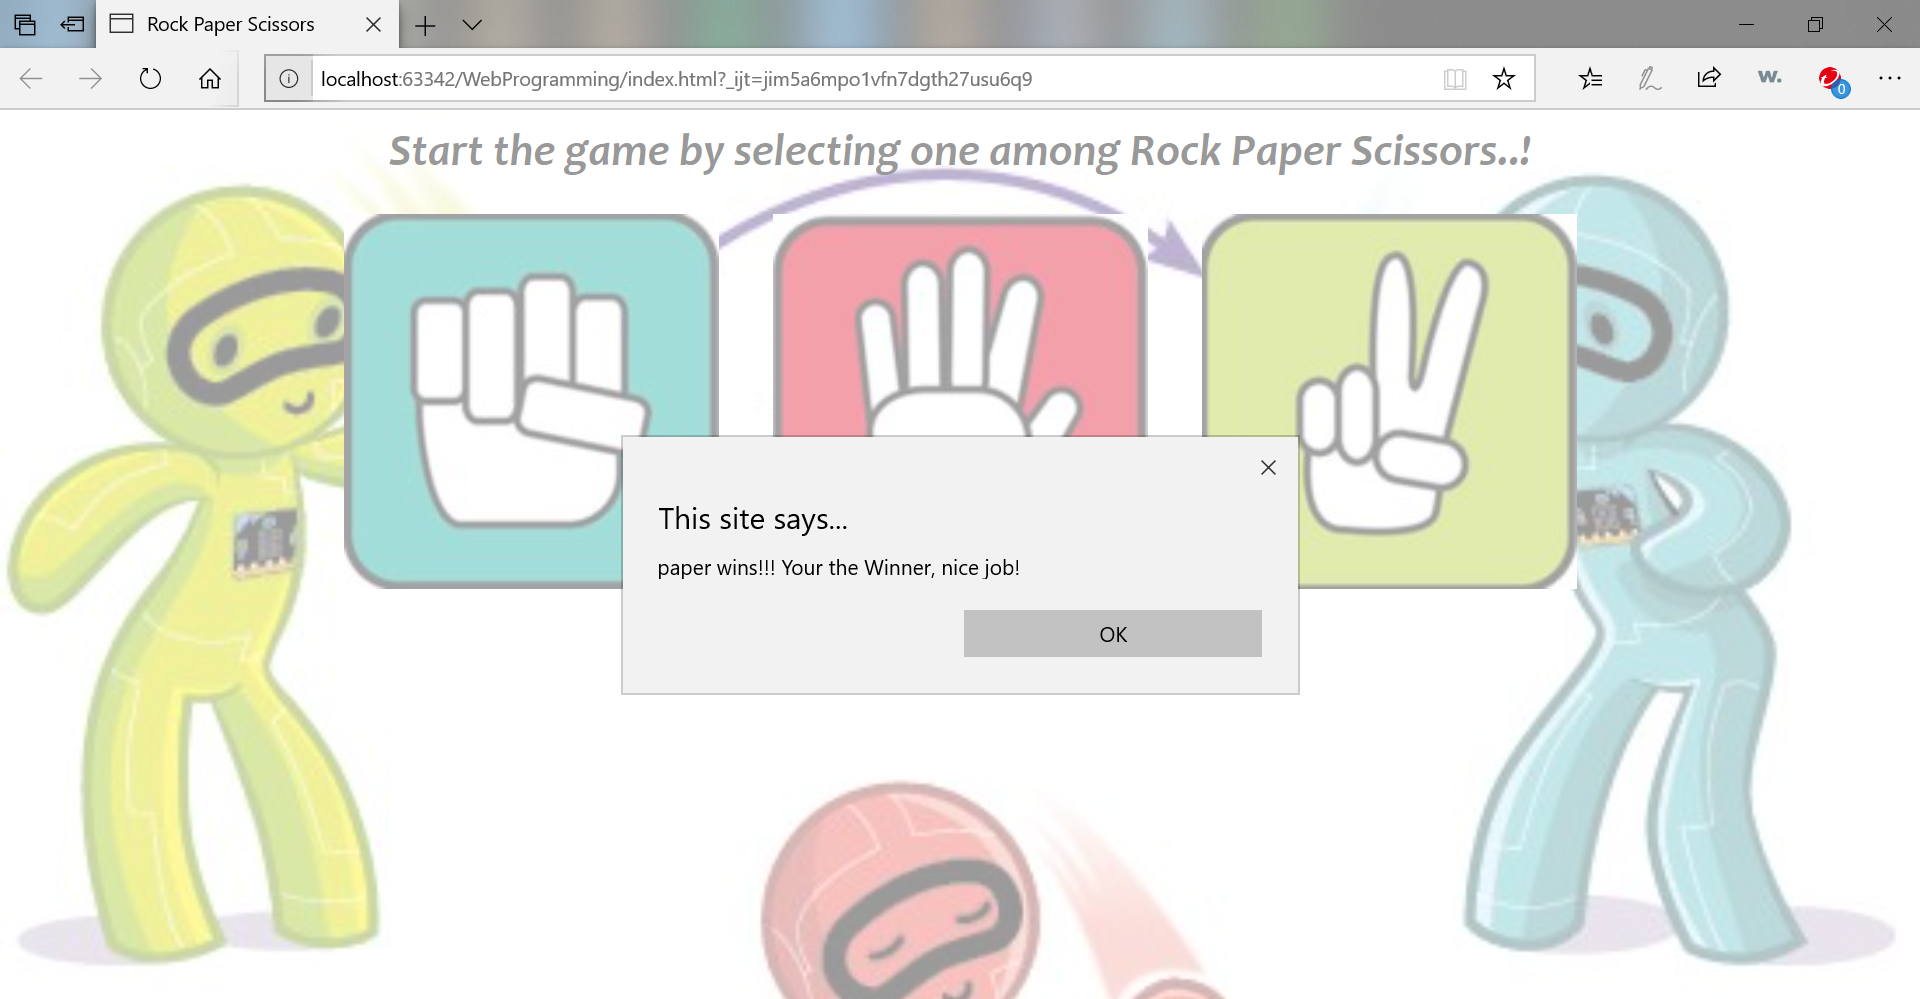 Rock Paper Scissors
localhost:63342/WebProgramming/index.html?_ijt=jim5a6mpo1vfn7dgth27usu6q9
w.
0
Start the game by selecting one among Rock Paper Scissors..!
This site says...
paper wins!!! Your the Winner, nice job!
OK